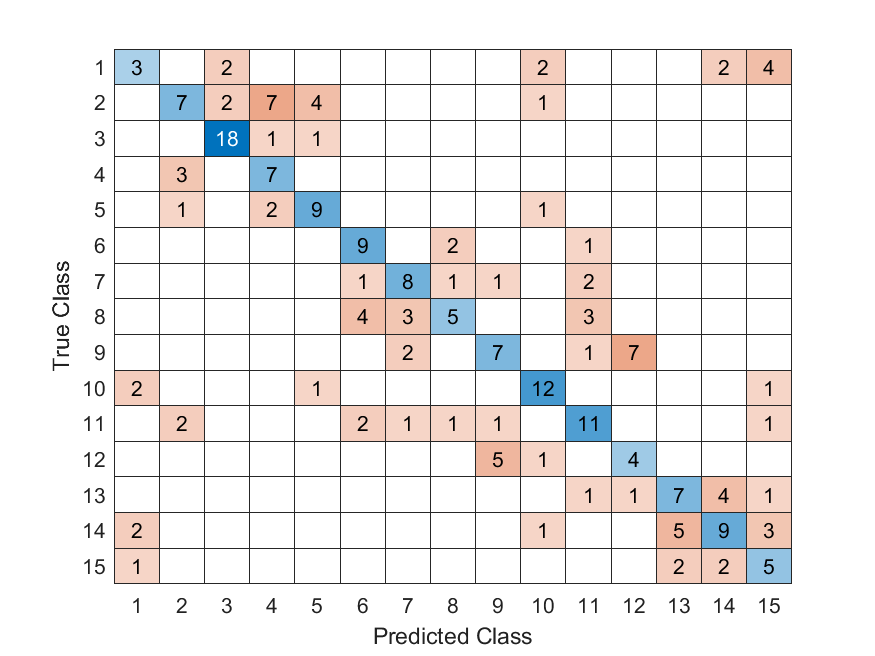 1 3 2 2 2 4
2 7 2 7 4 1
3 18 1 1
4 3 7
5 1 2 9 1
6 9 2 1
7 1 8 1 1 2
8 4 3 5 3
9 2 7 1 7
10 2 1 12 1
11 2 2 1 1 1 11 1
12 5 1 4
13 1 1 7 4 1
14 2 1 5 9 3
15 1 2 2 5
1 2 3 4 5 6 7 8 9 10 11 12 13 14 15
Predicted Class
True Class